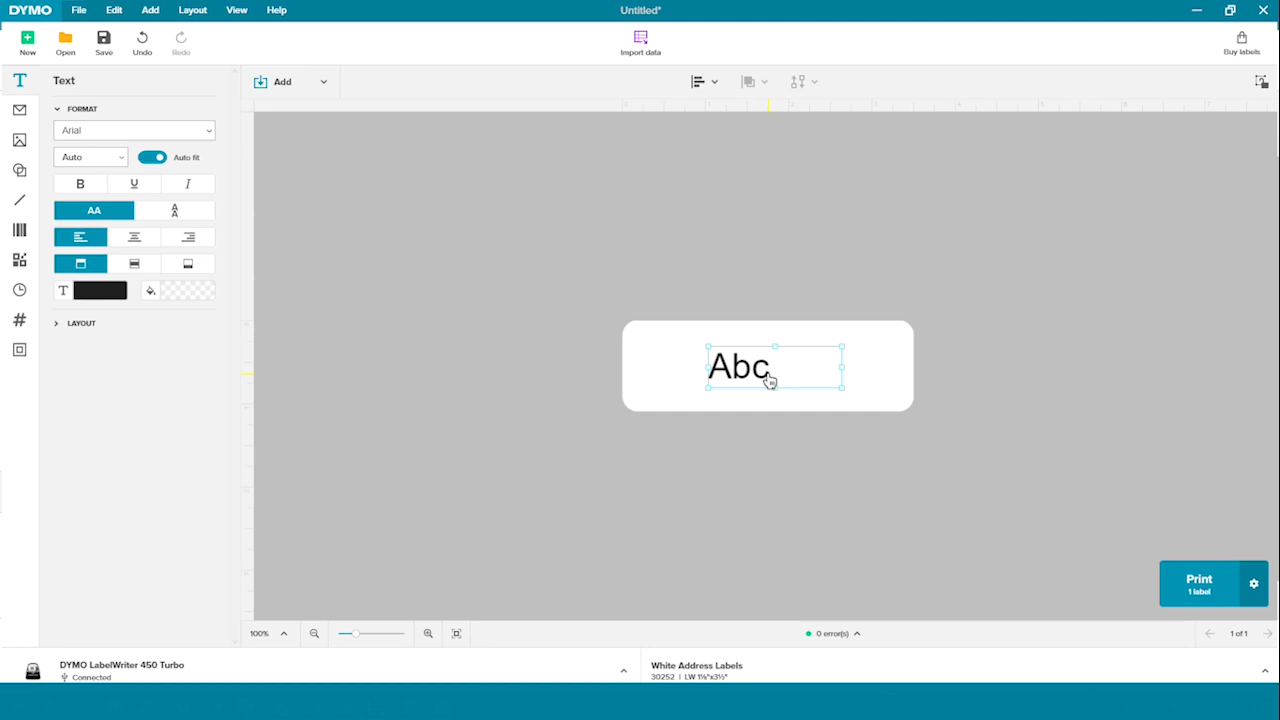 DYMO File Edit Add Layout View Help Untitled*
New Open Save Undo Redo Import data Buy labels
Text
Add
FORMAT
Arial
Auto Auto fit
B U I
AA A A
T
LAYOUT
Abc
Print
1 label
100% 0 error(s) 1 of 1
DYMO LabelWriter 450 Turbo
Connected
White Address Labels
30252 | LW 1⅛"x3½"